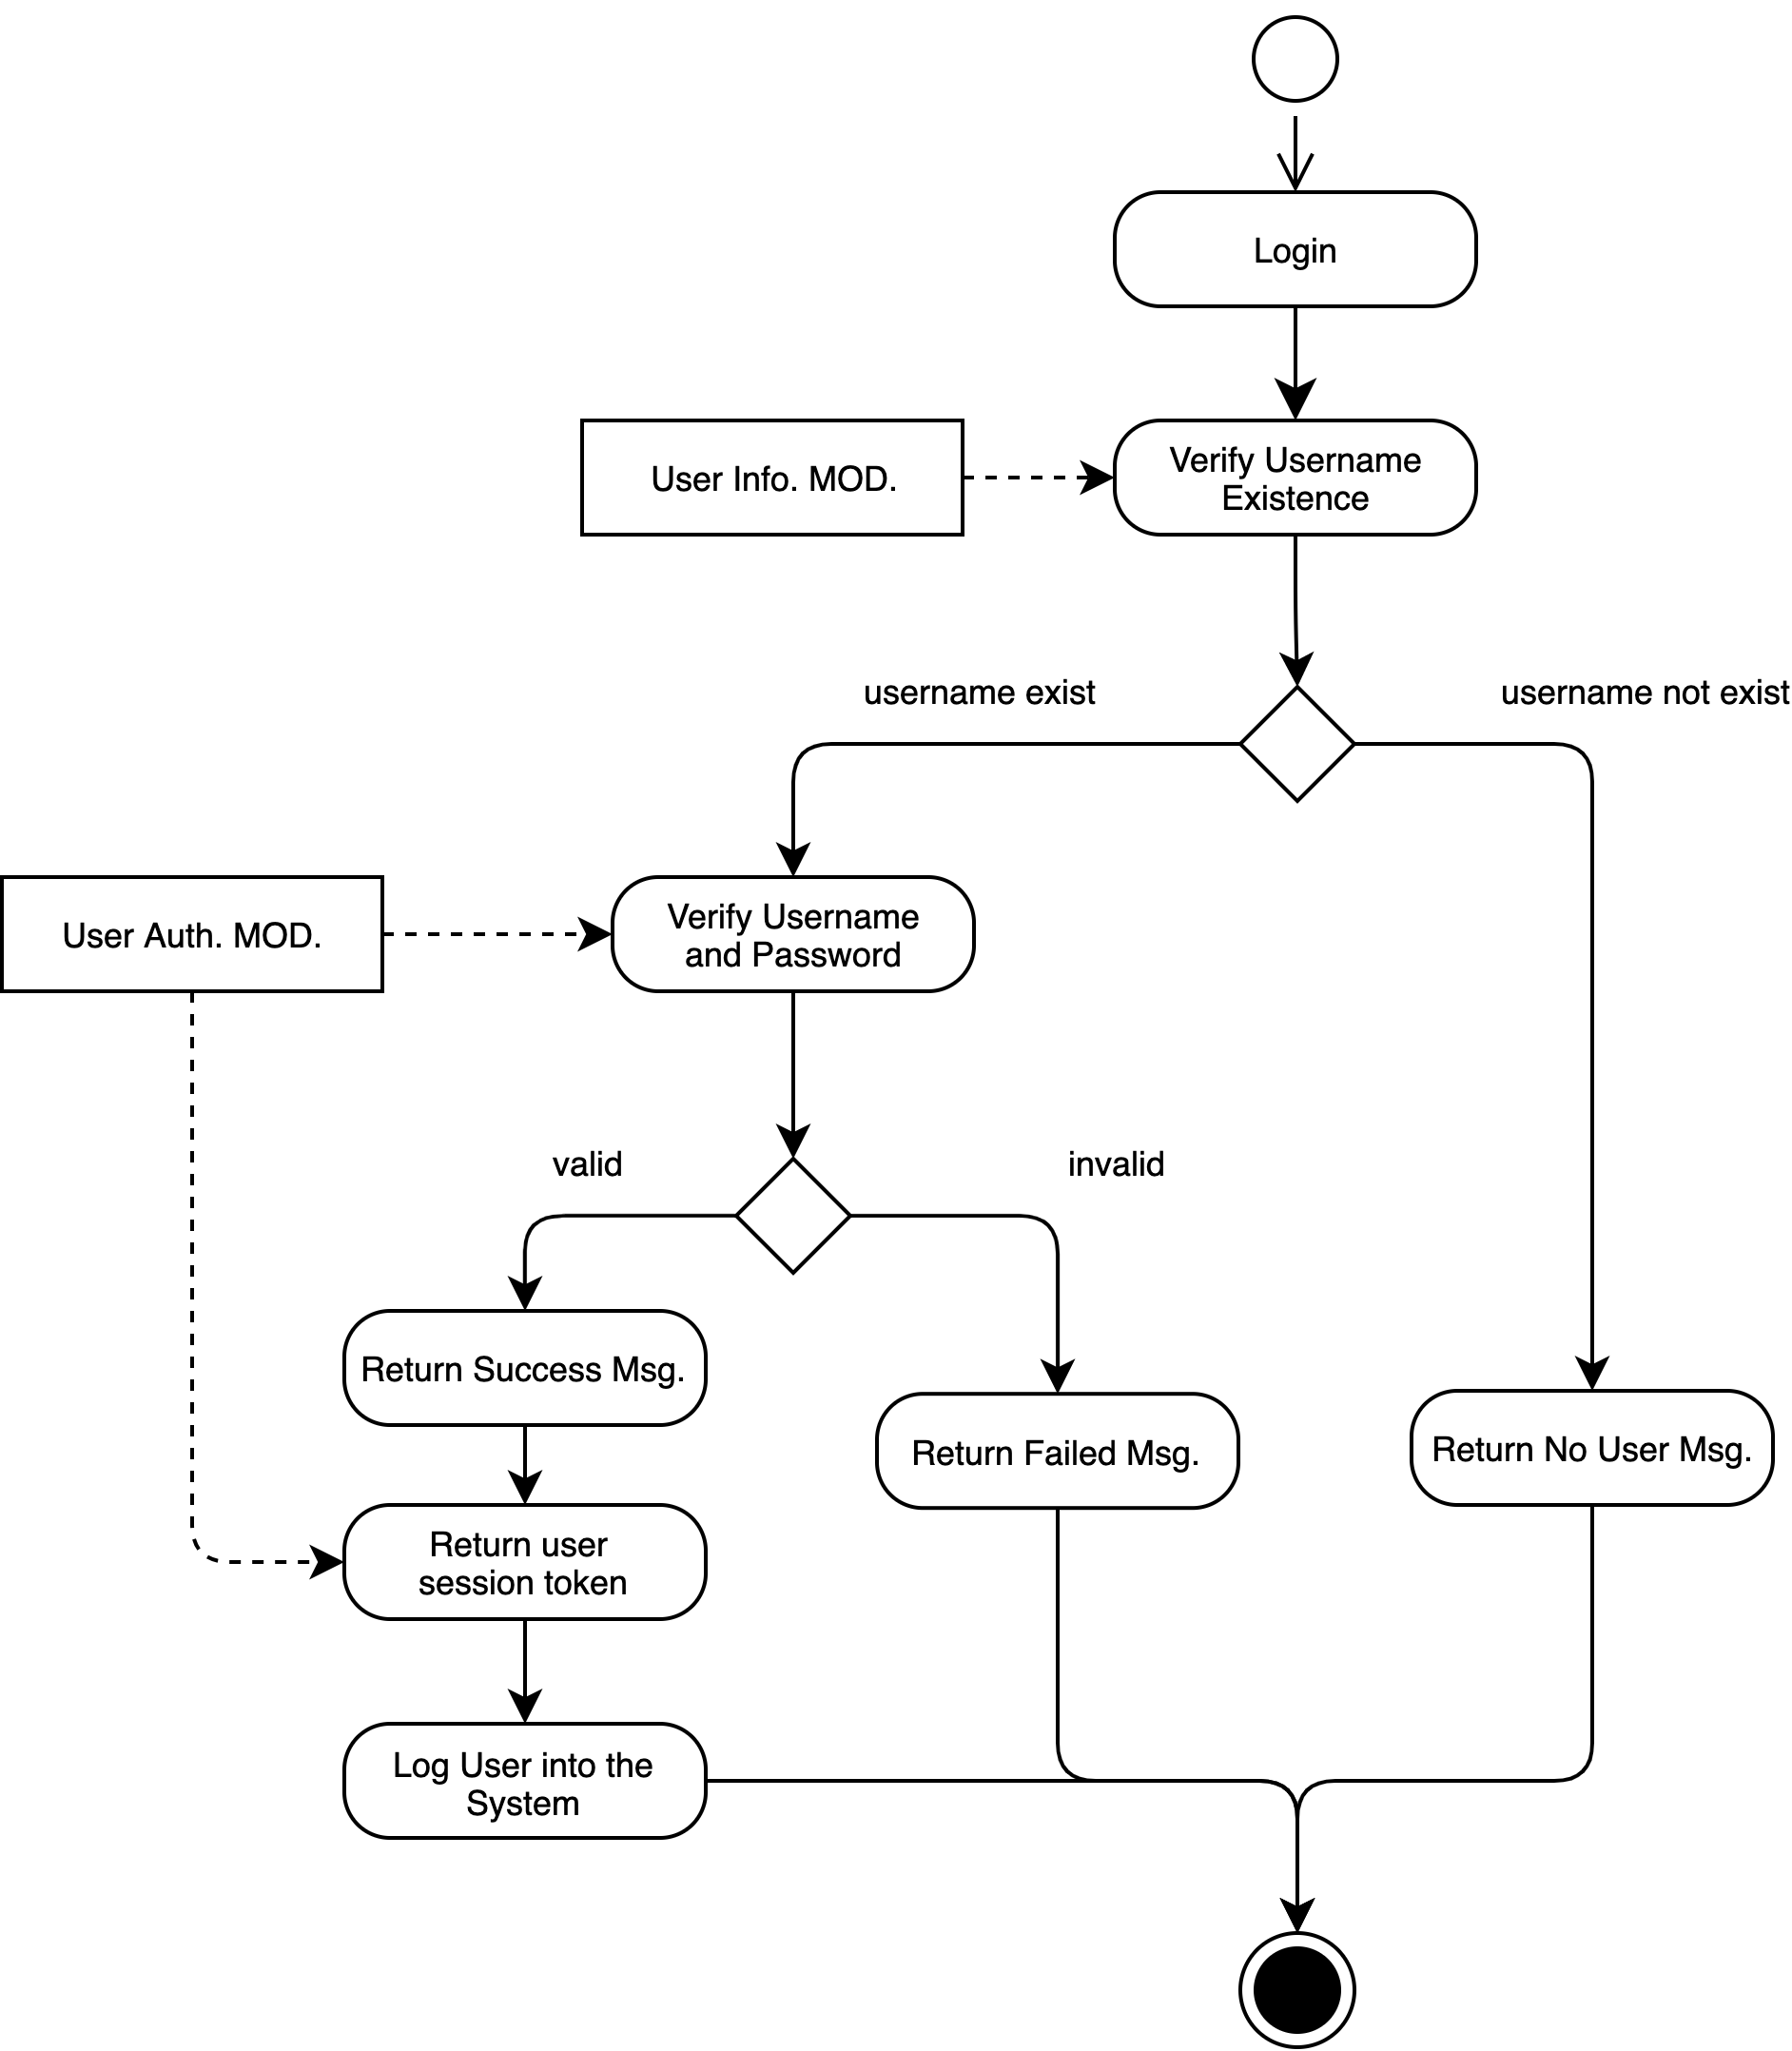 Login
User Info. MOD.
Verify Username
Existence
username exist
username not exist
User Auth. MOD.
Verify Username
and Password
valid
invalid
Return Success Msg.
Return Failed Msg.
Return No User Msg.
Return user
session token
Log User into the
System